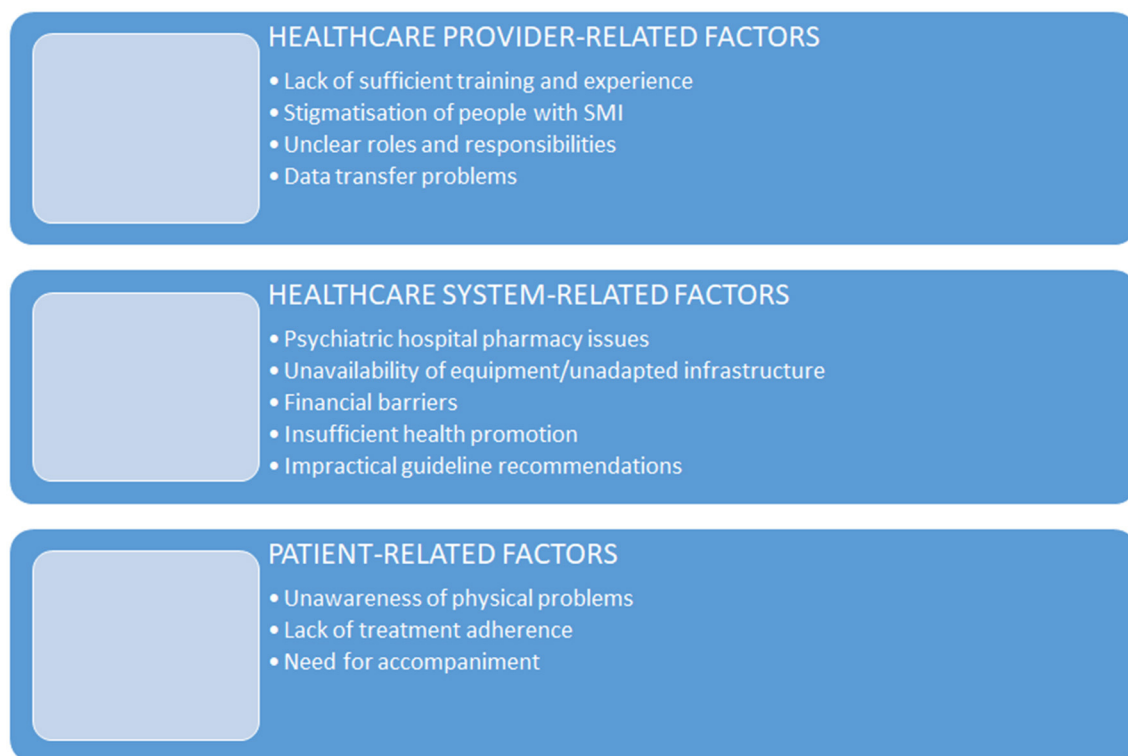 HEALTHCARE PROVIDER-RELATED FACTORS
• Lack of sufficient training and experience
• Stigmatisation of people with SMI
• Unclear roles and responsibilities
• Data transfer problems
HEALTHCARE SYSTEM-RELATED FACTORS
• Psychiatric hospital pharmacy issues
• Unavailability of equipment/unadapted infrastructure
• Financial barriers
• Insufficient health promotion
• Impractical guideline recommendations
PATIENT-RELATED FACTORS
• Unawareness of physical problems
• Lack of treatment adherence
• Need for accompaniment